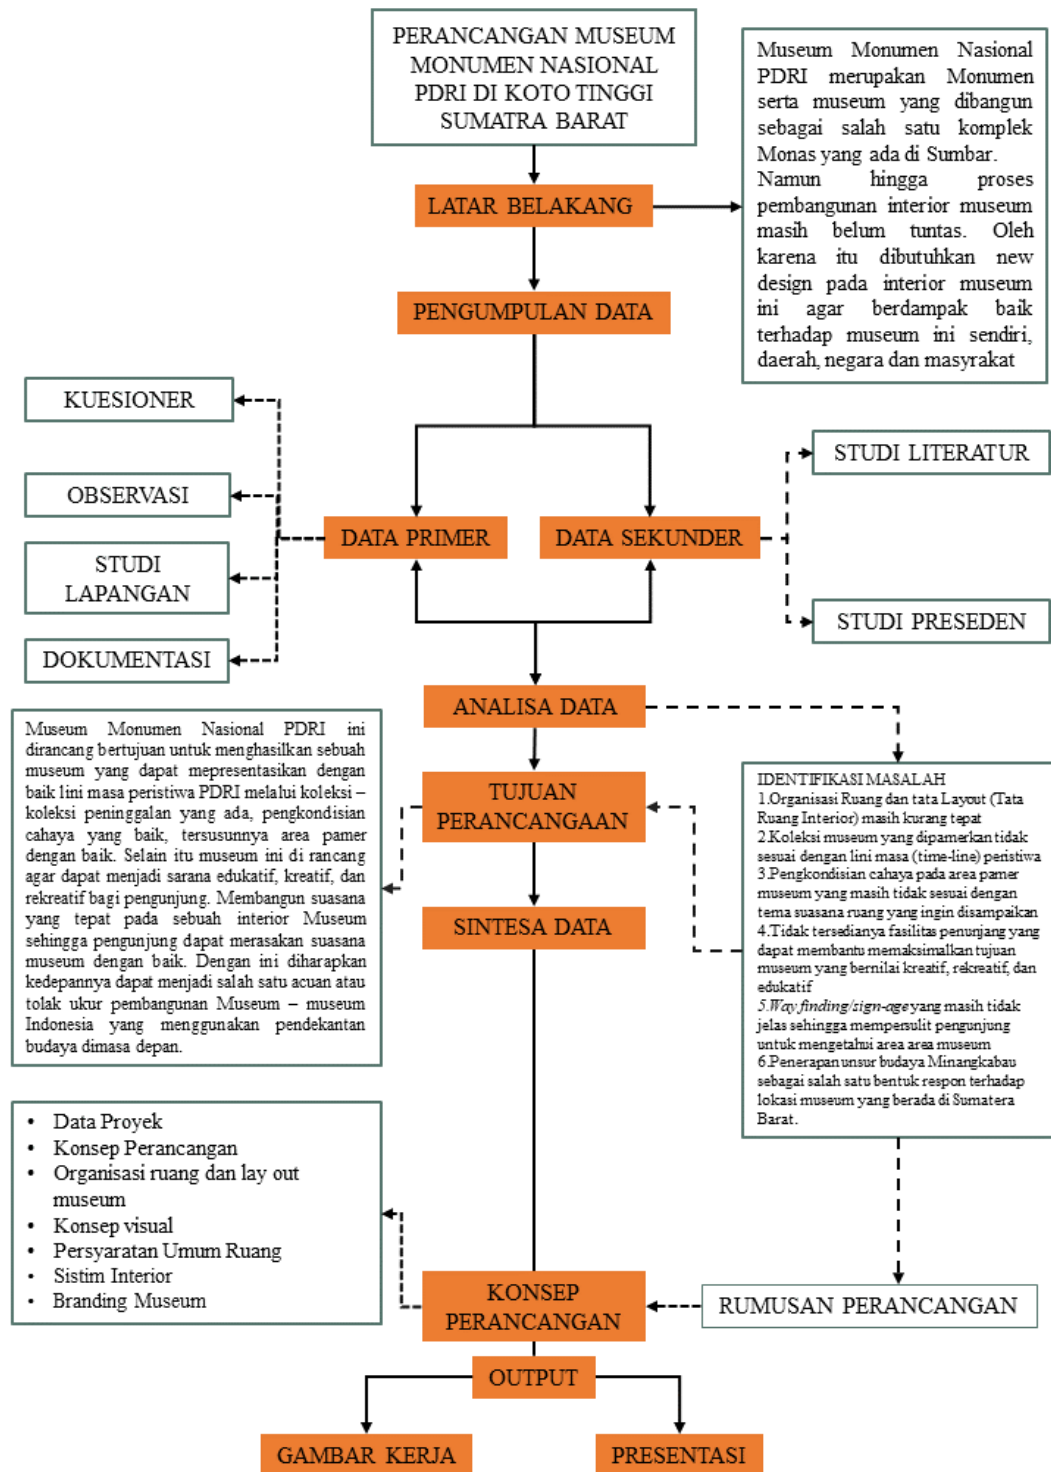 PERANCANGAN MUSEUM
MONUMEN NASIONAL
PDRI DI KOTO TINGGI
SUMATRA BARAT
Museum Monumen Nasional
PDRI merupakan Monumen
serta museum yang dibangun
sebagai salah satu komplek
Monas yang ada di Sumbar.
Namun hingga proses
pembangunan interior museum
masih belum tuntas. Oleh
karena itu dibutuhkan new
design pada interior museum
ini agar berdampak baik
terhadap museum ini sendiri,
daerah, negara dan masyrakat
LATAR BELAKANG
PENGUMPULAN DATA
KUESIONER
OBSERVASI
STUDI
LAPANGAN
DOKUMENTASI
DATA PRIMER
DATA SEKUNDER
STUDI LITERATUR
STUDI PRESEDEN
ANALISA DATA
Museum Monumen Nasional PDRI ini
dirancang bertujuan untuk menghasilkan sebuah
museum yang dapat mepresentasikan dengan
baik lini masa peristiwa PDRI melalui koleksi –
koleksi peninggalan yang ada, pengkondisian
cahaya yang baik, tersusunnya area pamer
dengan baik. Selain itu museum ini di rancang
agar dapat menjadi sarana edukatif, kreatif, dan
rekreatif bagi pengunjung. Membangun suasana
yang tepat pada sebuah interior Museum
sehingga pengunjung dapat merasakan suasana
museum dengan baik. Dengan ini diharapkan
kedepannya dapat menjadi salah satu acuan atau
tolak ukur pembangunan Museum – museum
Indonesia yang menggunakan pendekantan
budaya dimasa depan.
TUJUAN
PERANCANGAAN
SINTESA DATA
IDENTIFIKASI MASALAH
1.Organisasi Ruang dan tata Layout (Tata
Ruang Interior) masih kurang tepat
2.Koleksi museum yang dipamerkan tidak
sesuai dengan lini masa (time-line) peristiwa
3.Pengkondisian cahaya pada area pamer
museum yang masih tidak sesuai dengan
tema suasana ruang yang ingin disampaikan
4.Tidak tersedianya fasilitas penunjang yang
dapat membantu memaksimalkan tujuan
museum yang bernilai kreatif, rekreatif, dan
edukatif
5.Way finding/sign-age yang masih tidak
jelas sehingga mempersulit pengunjung
untuk mengetahui area area museum
6.Penerapan unsur budaya Minangkabau
sebagai salah satu bentuk respon terhadap
lokasi museum yang berada di Sumatera
Barat.
• Data Proyek
• Konsep Perancangan
• Organisasi ruang dan lay out
museum
• Konsep visual
• Persyaratan Umum Ruang
• Sistim Interior
• Branding Museum
KONSEP
PERANCANGAN
RUMUSAN PERANCANGAN
OUTPUT
GAMBAR KERJA
PRESENTASI